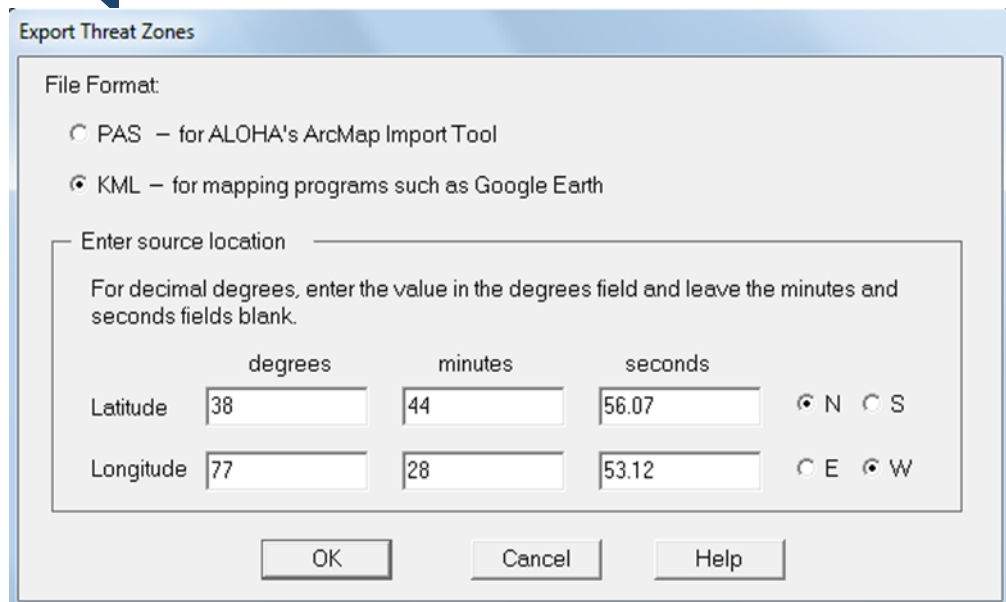 Export Threat Zones
File Format:
PAS – for ALOHA's ArcMap Import Tool
KML – for mapping programs such as Google Earth
Enter source location
For decimal degrees, enter the value in the degrees field and leave the minutes and
seconds fields blank.
degrees minutes seconds
Latitude 38 44 56.07 N S
Longitude 77 28 53.12 E W
OK Cancel Help